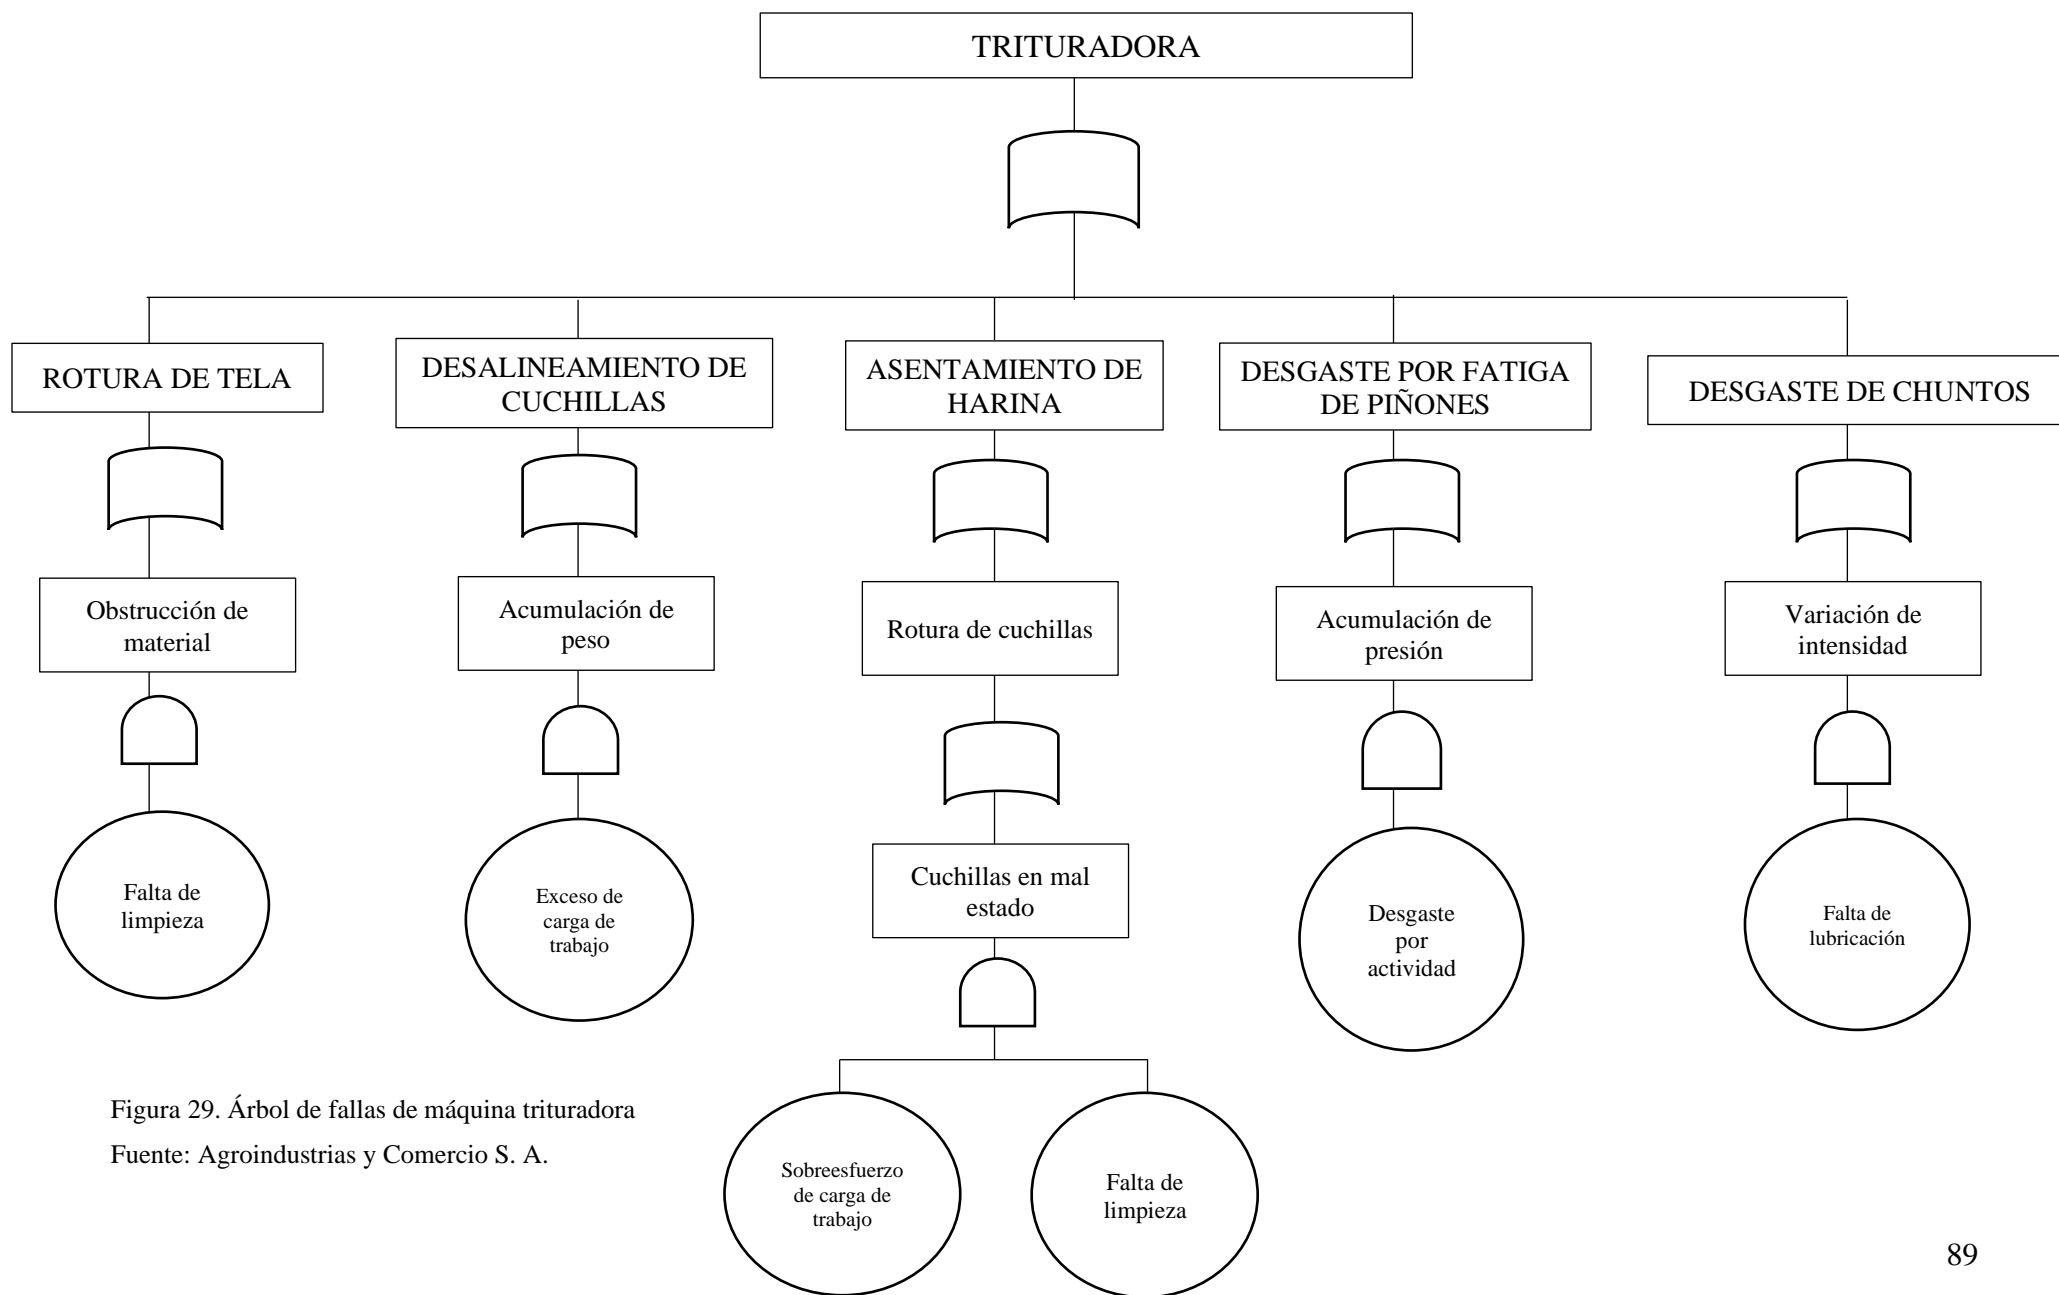 TRITURADORA
ROTURA DE TELA
DESALINEAMIENTO DE
CUCHILLAS
ASENTAMIENTO DE
HARINA
DESGASTE POR FATIGA
DE PIÑONES
DESGASTE DE CHUNTOS
Obstrucción de
material
Acumulación de
peso
Rotura de cuchillas
Acumulación de
presión
Variación de
intensidad
Cuchillas en mal
estado
Falta de
limpieza
Exceso de
carga de
trabajo
Desgaste
por
actividad
Falta de
lubricación
Sobreesfuerzo
de carga de
trabajo
Falta de
limpieza
Figura 29. Árbol de fallas de máquina trituradora
Fuente: Agroindustrias y Comercio S. A.
89